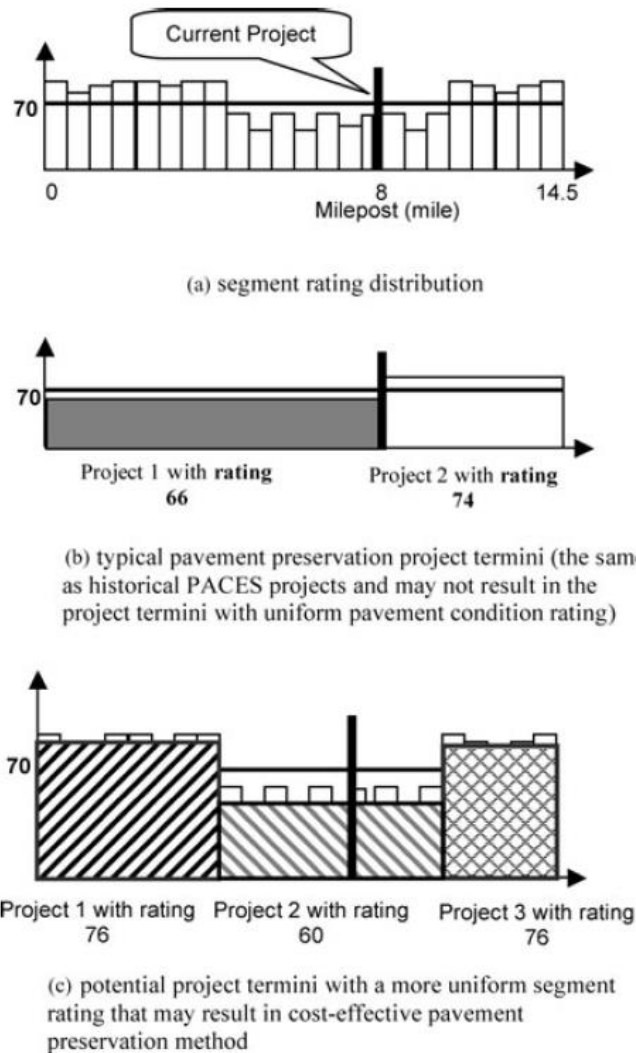 Current Project
70
0
8
14.5
Milepost (mile)
(a) segment rating distribution
70
Project 1 with rating
66
Project 2 with rating
74
(b) typical pavement preservation project termini (the same
as historical PACES projects and may not result in the
project termini with uniform pavement condition rating)
70
Project 1 with rating
76
Project 2 with rating
60
Project 3 with rating
76
(c) potential project termini with a more uniform segment
rating that may result in cost-effective pavement
preservation method